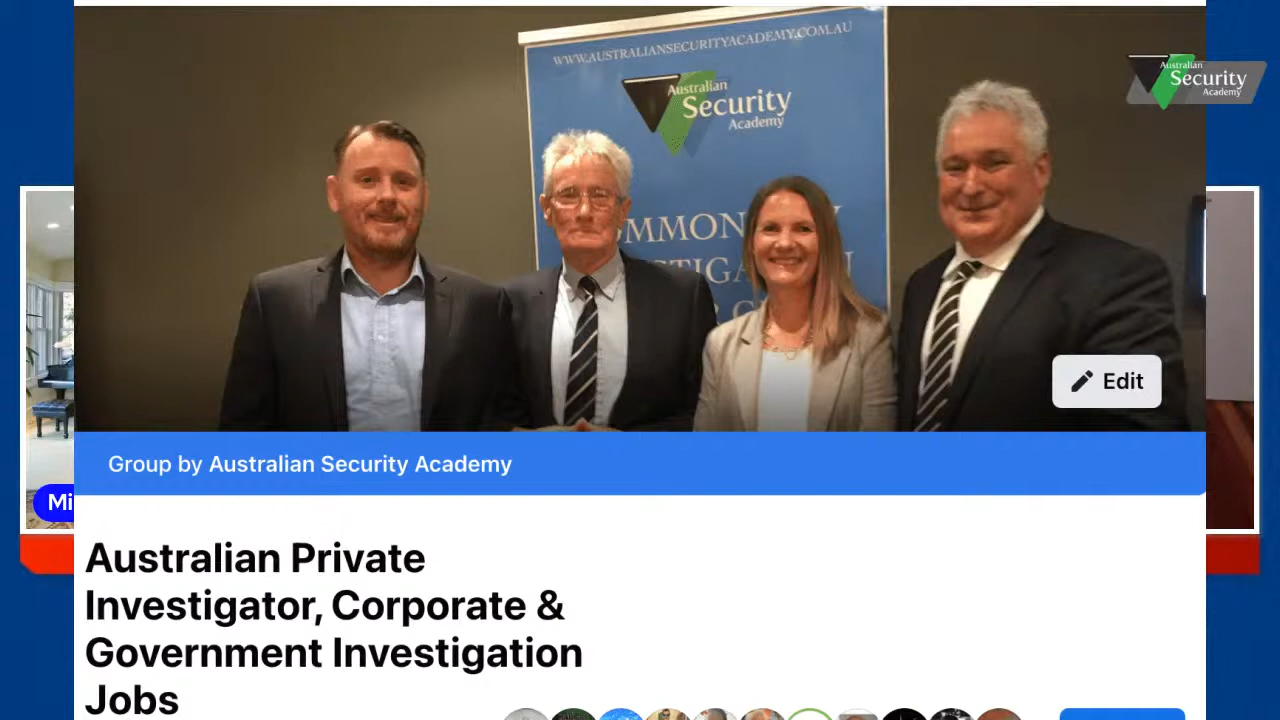 WWW.AUSTRALIANSECURITYACADEMY.COM.AU
Australian
Security
Academy
Australian
Security
Academy
Edit
Group by Australian Security Academy
Mi
Australian Private
Investigator, Corporate &
Government Investigation
Jobs